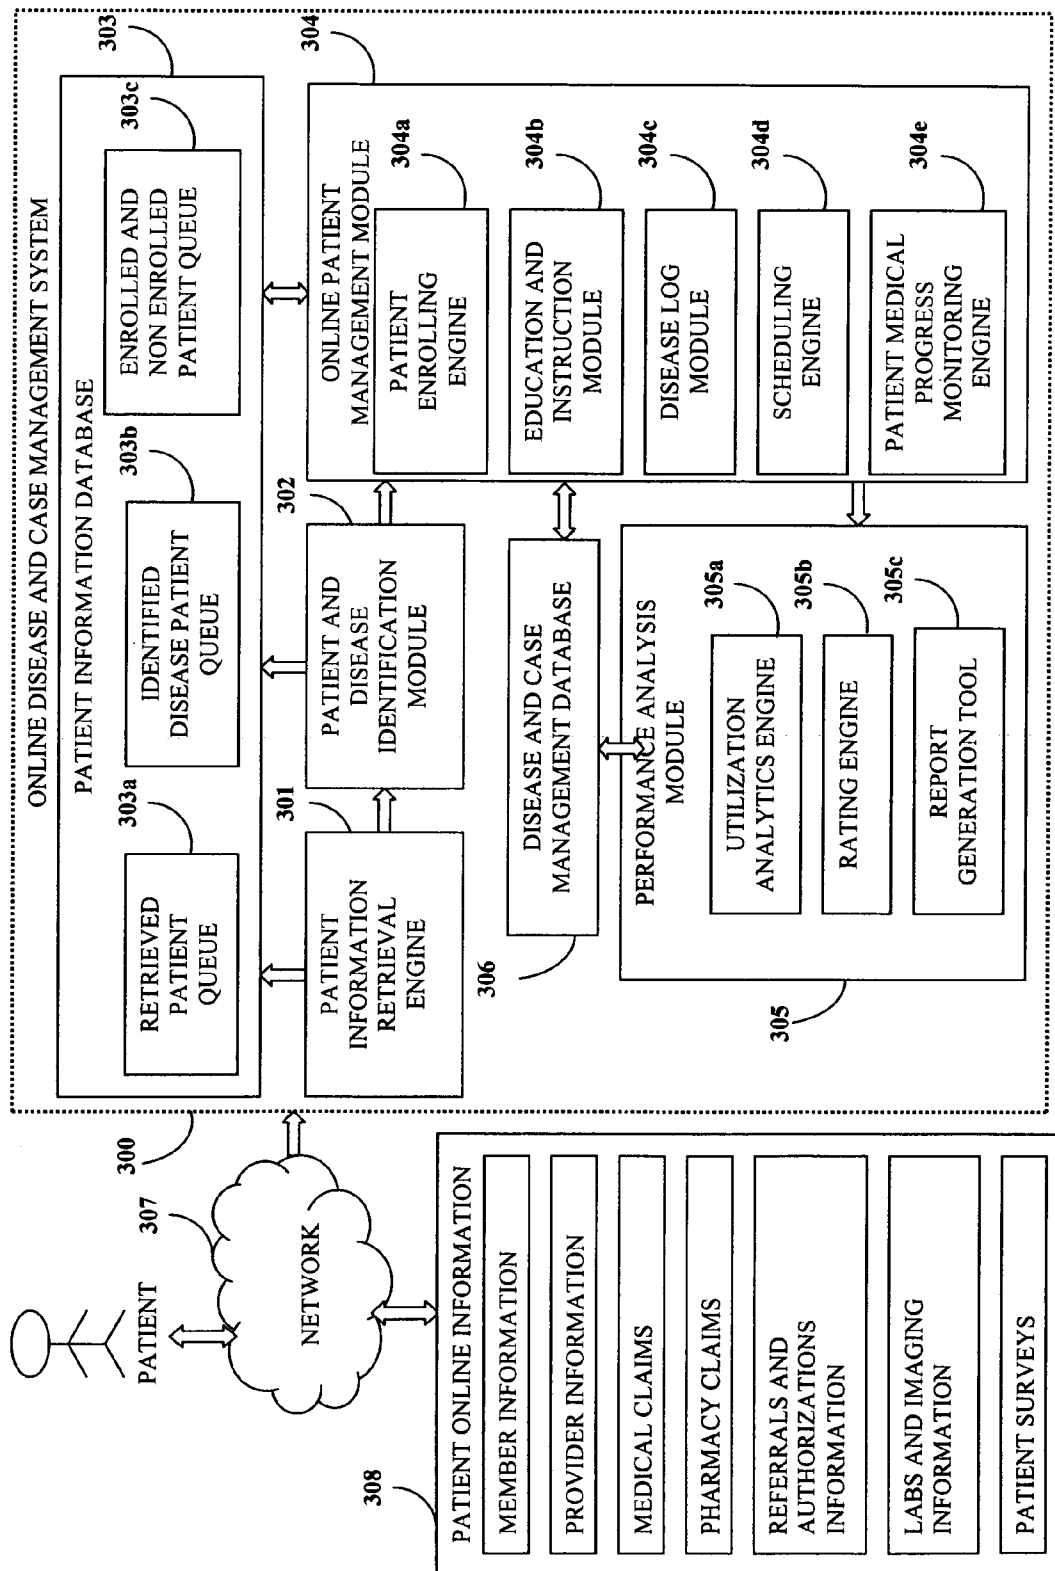 ONLINE DISEASE AND CASE MANAGEMENT SYSTEM
303
PATIENT INFORMATION DATABASE
303a
RETRIEVED
PATIENT
QUEUE
303b
IDENTIFIED
DISEASE PATIENT
QUEUE
303c
ENROLLED AND
NON ENROLLED
PATIENT QUEUE
300
PATIENT
307
NETWORK
301
PATIENT
INFORMATION
RETRIEVAL
ENGINE
302
PATIENT AND
DISEASE
IDENTIFICATION
MODULE
304
ONLINE PATIENT
MANAGEMENT MODULE
304a
PATIENT
ENROLLING
ENGINE
304b
EDUCATION AND
INSTRUCTION
MODULE
304c
DISEASE LOG
MODULE
304d
SCHEDULING
ENGINE
304e
PATIENT MEDICAL
PROGRESS
MONITORING
ENGINE
306
DISEASE AND CASE
MANAGEMENT DATABASE
305
PERFORMANCE ANALYSIS
MODULE
305a
UTILIZATION
ANALYTICS ENGINE
305b
RATING ENGINE
305c
REPORT
GENERATION TOOL
308
PATIENT ONLINE INFORMATION
MEMBER INFORMATION
PROVIDER INFORMATION
MEDICAL CLAIMS
PHARMACY CLAIMS
REFERRALS AND
AUTHORIZATIONS
INFORMATION
LABS AND IMAGING
INFORMATION
PATIENT SURVEYS